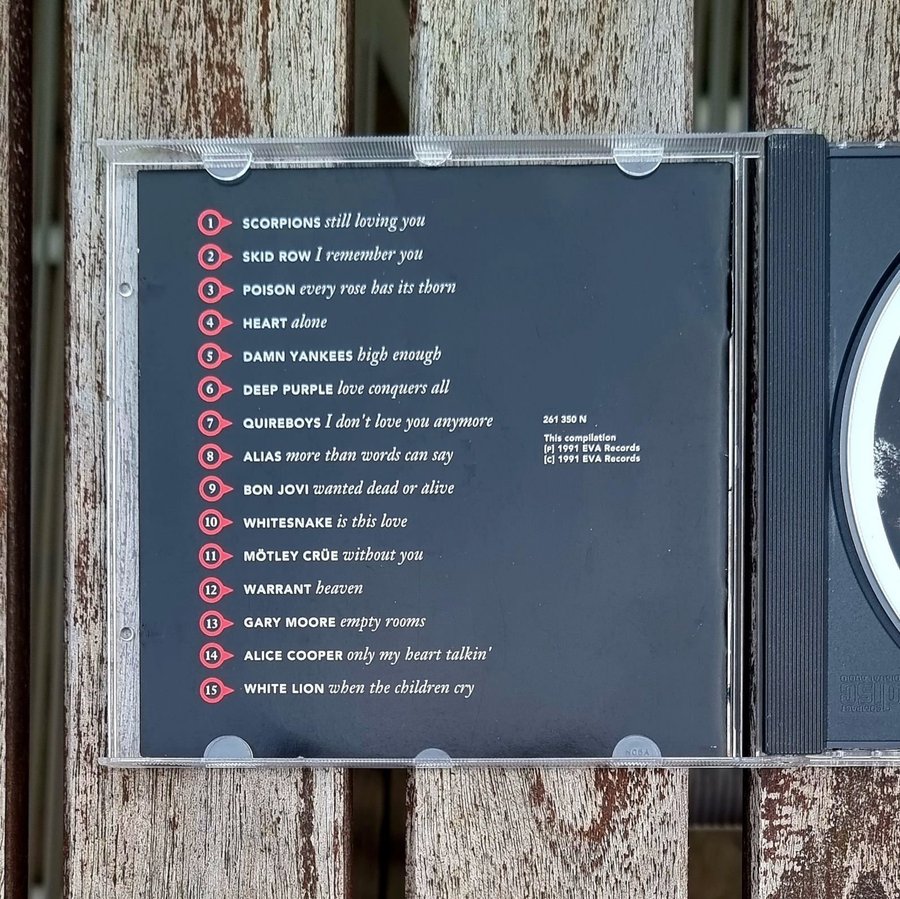 1 SCORPIONS still loving you
2 SKID ROW I remember you
3 POISON every rose has its thorn
4 HEART alone
5 DAMN YANKEES high enough
6 DEEP PURPLE love conquers all
7 QUIREBOYS I don't love you anymore
8 ALIAS more than words can say
9 BON JOVI wanted dead or alive
10 WHITESNAKE is this love
11 MÖTLEY CRÜE without you
12 WARRANT heaven
13 GARY MOORE empty rooms
14 ALICE COOPER only my heart talkin'
15 WHITE LION when the children cry
261 350 N
This compilation
[P] 1991 EVA Records
[C] 1991 EVA Records